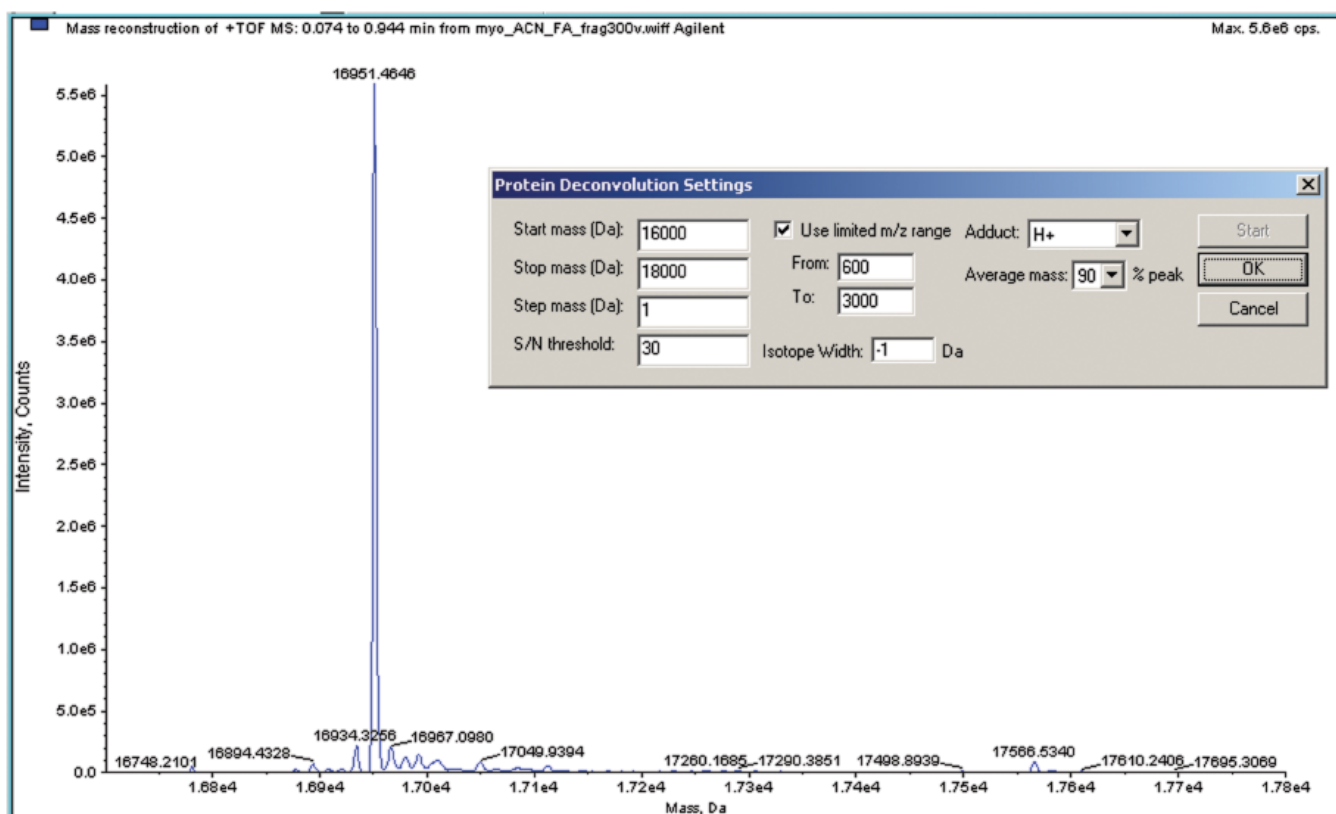 Mass reconstruction of +TOF MS: 0.074 to 0.944 min from myo_ACN_FA_frag300v.wiff Agilent Max. 5.6e6 cps.
16951.4646
5.5e6
5.0e6
4.5e6
4.0e6
3.5e6
3.0e6
2.5e6
2.0e6
1.5e6
1.0e6
5.0e5
0.0
Intensity, Counts
Protein Deconvolution Settings
Start mass (Da): 16000
Stop mass (Da): 18000
Step mass (Da): 1
S/N threshold: 30
Use limited m/z range
From: 600
To: 3000
Isotope Width: -1 Da
Adduct: H+
Average mass: 90 % peak
Start
OK
Cancel
16748.2101 16894.4328 16934.3256 16967.0980 17049.9394 17260.1685 17290.3851 17498.8939 17566.5340 17610.2406 17695.3069
1.68e4 1.69e4 1.70e4 1.71e4 1.72e4 1.73e4 1.74e4 1.75e4 1.76e4 1.77e4 1.78e4
Mass, Da